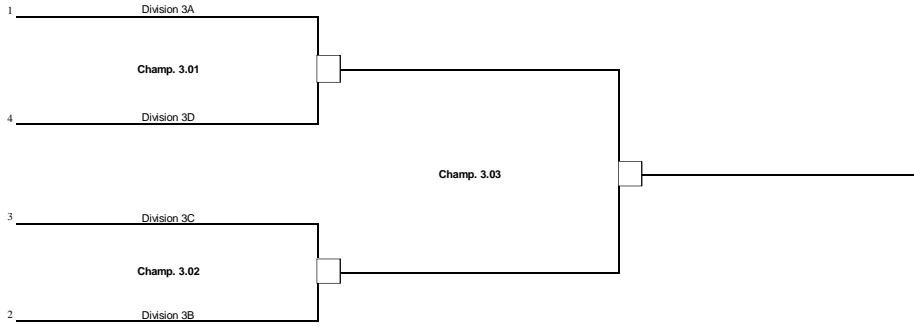 1 Division 3A
Champ. 3.01
4 Division 3D
Champ. 3.03
3 Division 3C
Champ. 3.02
2 Division 3B